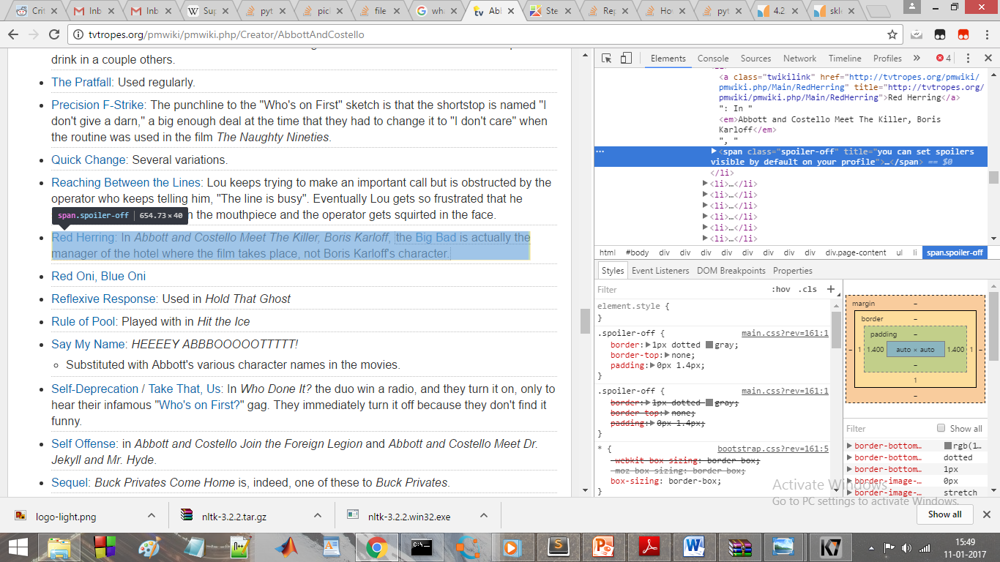 Crit
Inb
Inb
Sup
pyt
pic
file
whe
Abl
Ste
Rep
Ho
pyt
4.2
skl
tvtropes.org/pmwiki/pmwiki.php/Creator/AbbottAndCostello
drink in a couple others.
The Pratfall: Used regularly.
Precision F-Strike: The punchline to the "Who's on First" sketch is that the shortstop is named "I
don't give a darn," a big enough deal at the time that they had to change it to "I don't care" when
the routine was used in the film The Naughty Nineties.
Quick Change: Several variations.
Reaching Between the Lines: Lou keeps trying to make an important call but is obstructed by the
operator who keeps telling him, "The line is busy". Eventually Lou gets so frustrated that he
span.spoiler-off | 654.73 × 40
n the mouthpiece and the operator gets squirted in the face.
Red Herring: In Abbott and Costello Meet The Killer, Boris Karloff, the Big Bad is actually the
manager of the hotel where the film takes place, not Boris Karloff's character.
Red Oni, Blue Oni
Reflexive Response: Used in Hold That Ghost
Rule of Pool: Played with in Hit the Ice
Say My Name: HEEEEY ABBBOOOOOTTTTT!
Substituted with Abbott's various character names in the movies.
Self-Deprecation / Take That, Us: In Who Done It? the duo win a radio, and they turn it on, only to
hear their infamous "Who's on First?" gag. They immediately turn it off because they don't find it
funny.
Self Offense: in Abbott and Costello Join the Foreign Legion and Abbott and Costello Meet Dr.
Jekyll and Mr. Hyde.
Sequel: Buck Privates Come Home is, indeed, one of these to Buck Privates.
Elements Console Sources Network Timeline Profiles » 4
<a class="twikilink" href="http://tvtropes.org/pmwiki/
pmwiki.php/Main/RedHerring" title="http://tvtropes.org/
pmwiki/pmwiki.php/Main/RedHerring">Red Herring</a>
": In "
<em>Abbott and Costello Meet The Killer, Boris
Karloff</em>
", "
… <span class="spoiler-off" title="you can set spoilers
visible by default on your profile">…</span> == $0
</li>
<li>…</li>
<li>…</li>
<li>…</li>
<li>…</li>
<li>…</li>
<li>…</li>
html #body div div div div div div div div.page-content ul li span.spoiler-off
Styles Event Listeners DOM Breakpoints Properties
Filter :hov .cls +
element.style {
}
.spoiler-off { main.css?rev=161:1
border: 1px dotted gray;
border-top: none;
padding: 0px 1.4px;
}
.spoiler-off { main.css?rev=161:1
border: 1px dotted gray;
border-top: none;
padding: 0px 1.4px;
}
* { bootstrap.css?rev=161:5
-webkit-box-sizing: border-box;
-moz-box-sizing: border-box;
box-sizing: border-box;
}
margin –
border –
padding –
– 1 1.400 auto × auto 1.400 1 –
–
1
–
Filter Show all
border-bottom… rgb(1…
border-bottom… dotted
border-bottom… 1px
border-image-… 0px
border-image-… stretch
Activate Windows
Go to PC settings to activate Windows.
logo-light.png
nltk-3.2.2.tar.gz
nltk-3.2.2.win32.exe
Show all
15:49
11-01-2017